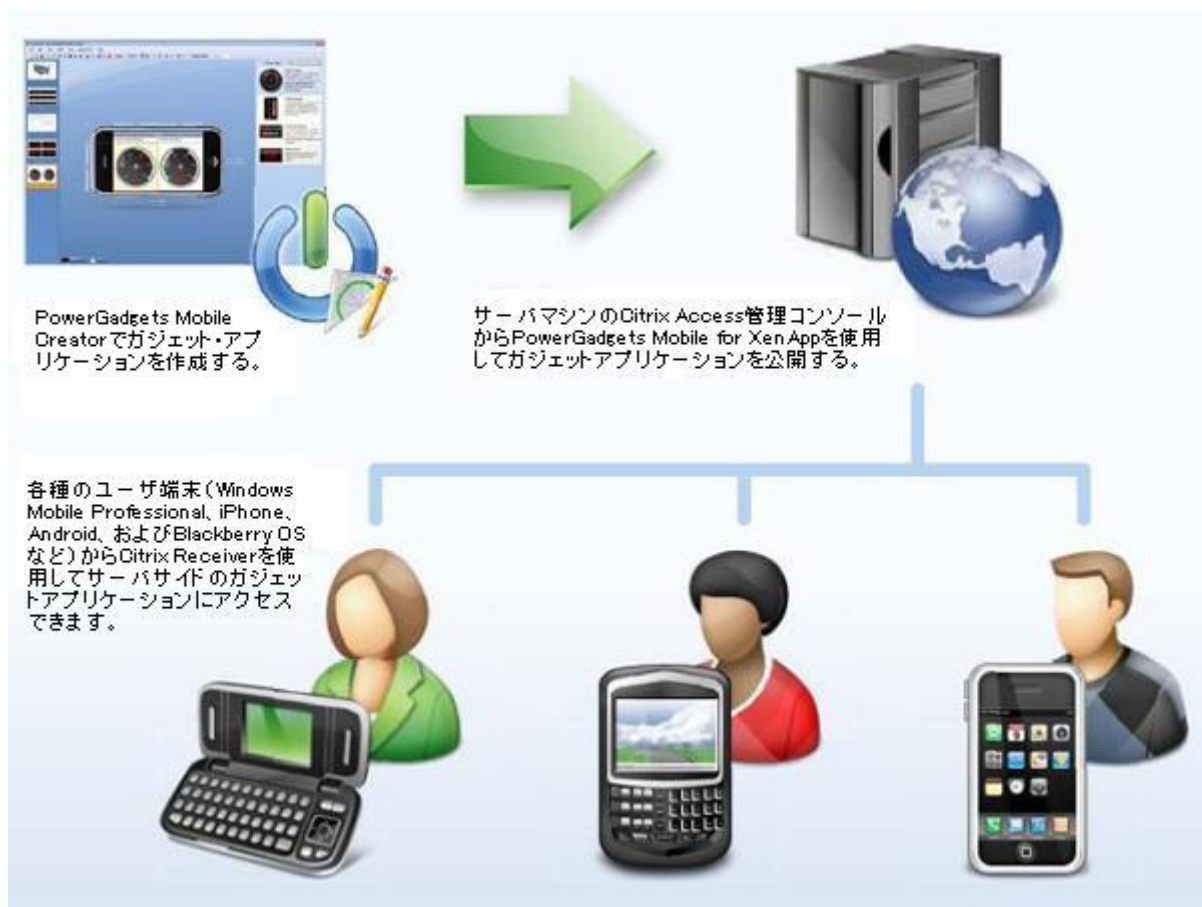 PowerGadgets Mobile
Creatorでガジェット・アプ
リケーションを作成する。
サーバマシンのCitrix Access管理コンソール
からPowerGadgets Mobile for XenAppを使用
してガジェットアプリケーションを公開する。
各種のユーザ端末(Windows
Mobile Professional、iPhone、
Android、およびBlackberry OS
など)からCitrix Receiverを使
用してサーバサイドのガジェッ
トアプリケーションにアクセス
できます。